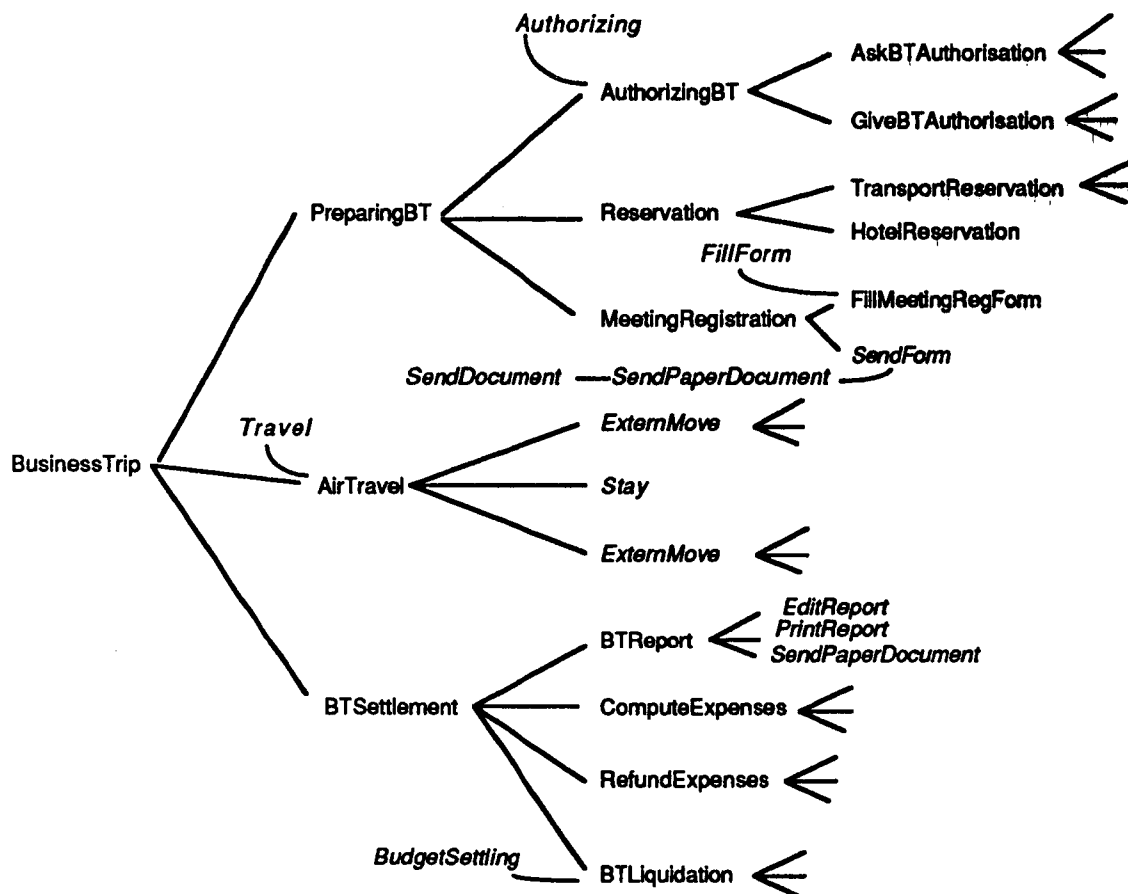 Authorizing
AskBTAuthorisation
AuthorizingBT
GiveBTAuthorisation
TransportReservation
PreparingBT
Reservation
HotelReservation
FillForm
FillMeetingRegForm
MeetingRegistration
SendForm
SendDocument
SendPaperDocument
Travel
ExternMove
BusinessTrip
AirTravel
Stay
ExternMove
EditReport
BTReport
PrintReport
SendPaperDocument
BTSettlement
ComputeExpenses
RefundExpenses
BudgetSettling
BTLiquidation